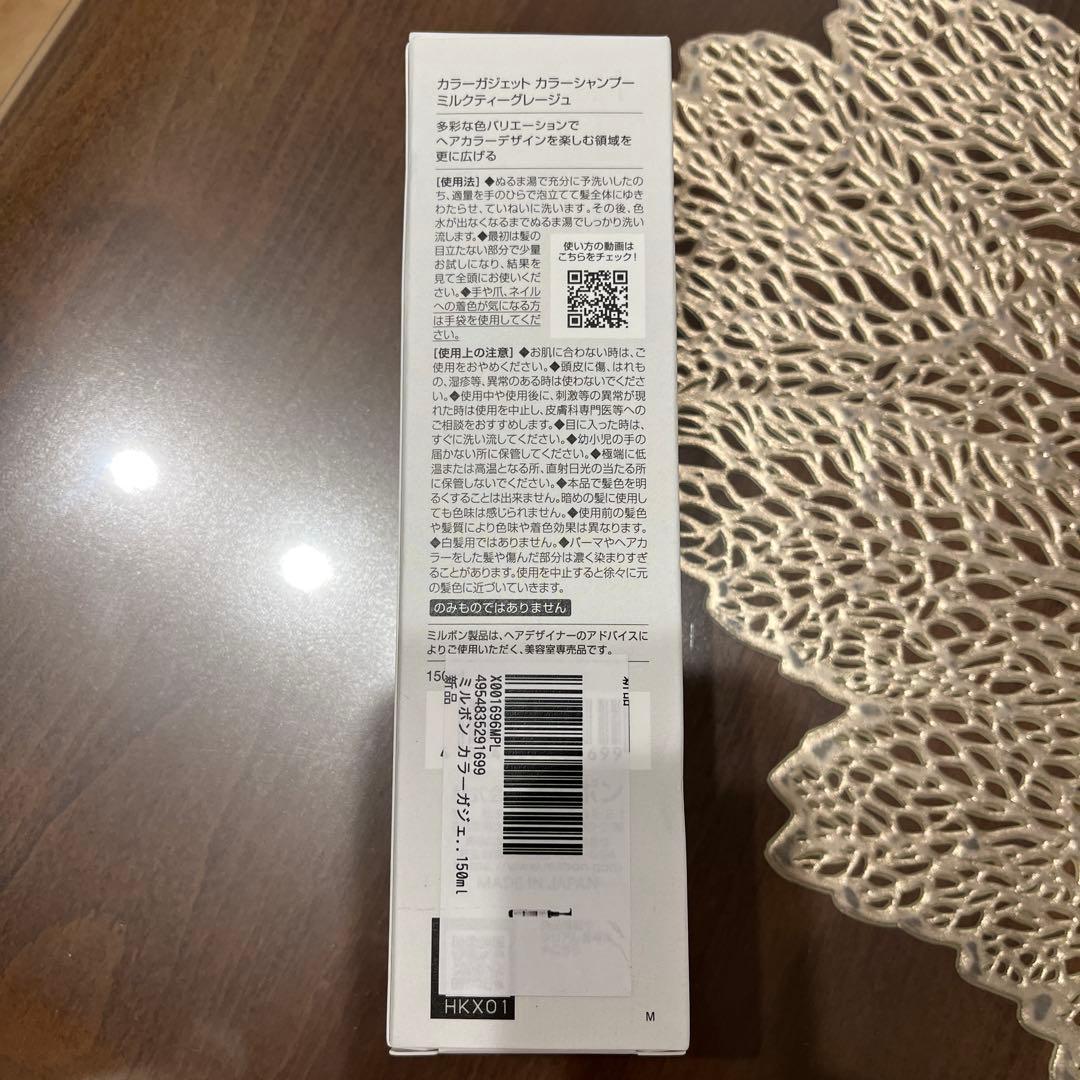 カラーガジェット カラーシャンプー
ミルクティーグレージュ
多彩な色バリエーションで
ヘアカラーデザインを楽しむ領域を
更に広げる
[使用法] ◆ぬるま湯で充分に予洗いしたの
ち、適量を手のひらで泡立てて髪全体にゆき
わたらせ、ていねいに洗います。その後、色
水が出なくなるまでぬるま湯でしっかり洗い
流します。◆最初は髪の
目立たない部分で少量
お試しになり、結果を
見て全頭にお使いくだ
さい。◆手や爪、ネイル
への着色が気になる方
は手袋を使用してくだ
さい。
使い方の動画は
こちらをチェック!
[使用上の注意] ◆お肌に合わない時は、ご
使用をおやめください。◆頭皮に傷、はれも
の、湿疹等、異常のある時は使わないでくださ
い。◆使用中や使用後に、刺激等の異常が現
れた時は使用を中止し、皮膚科専門医等への
ご相談をおすすめします。◆目に入った時は、
すぐに洗い流してください。◆幼小児の手の
届かない所に保管してください。◆極端に低
温または高温となる所、直射日光の当たる所
に保管しないでください。◆本品で髪色を明
るくすることは出来ません。暗めの髪に使用し
ても色味は感じられません。◆使用前の髪色
や髪質により色味や着色効果は異なります。
◆白髪用ではありません。◆パーマやヘアカ
ラーをした髪や傷んだ部分は濃く染まりすぎ
ることがあります。使用を中止すると徐々に元
の髪色に近づいていきます。
のみものではありません
ミルボン製品は、ヘアデザイナーのアドバイスに
よりご使用いただく、美容室専売品です。
150
X001696MPL
4954835291699
ミルボン カラーガジェ..150ml
新品
699
MADE IN JAPAN
HKX01
M